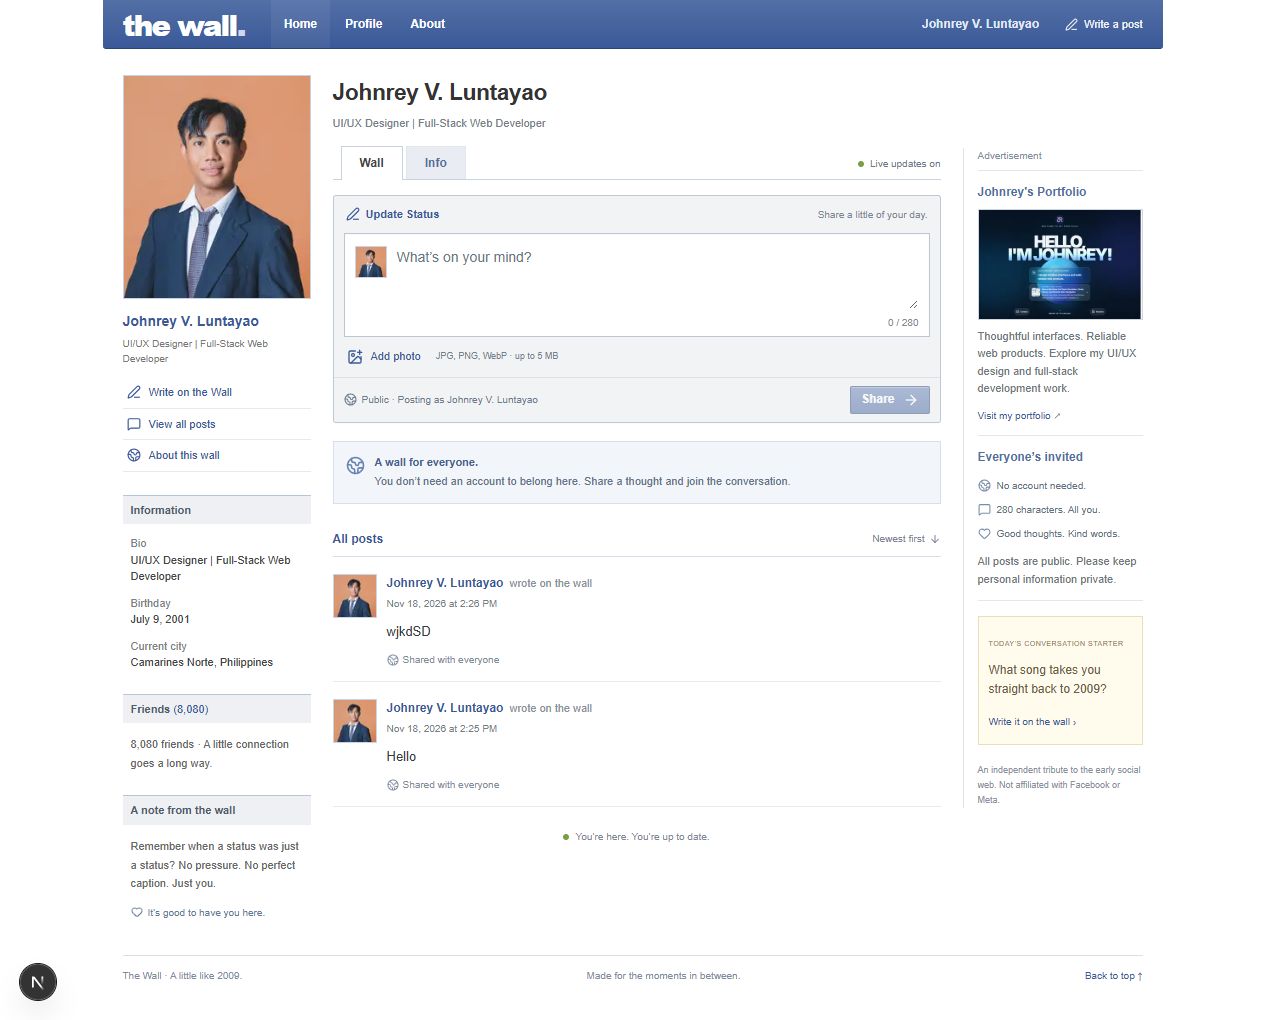 the wall.
Home
Profile
About
Johnrey V. Luntayao
Write a post
Johnrey V. Luntayao
UI/UX Designer | Full-Stack Web
Developer
Write on the Wall
View all posts
About this wall
Information
Bio
UI/UX Designer | Full-Stack Web
Developer
Birthday
July 9, 2001
Current city
Camarines Norte, Philippines
Friends (8,080)
8,080 friends · A little connection
goes a long way.
A note from the wall
Remember when a status was just
a status? No pressure. No perfect
caption. Just you.
It's good to have you here.
Johnrey V. Luntayao
UI/UX Designer | Full-Stack Web Developer
Wall
Info
Live updates on
Update Status
Share a little of your day.
What's on your mind?
0 / 280
Add photo
JPG, PNG, WebP · up to 5 MB
Public · Posting as Johnrey V. Luntayao
Share →
A wall for everyone.
You don't need an account to belong here. Share a thought and join the conversation.
All posts
Newest first ↓
Johnrey V. Luntayao wrote on the wall
Nov 18, 2026 at 2:26 PM
wjkdSD
Shared with everyone
Johnrey V. Luntayao wrote on the wall
Nov 18, 2026 at 2:25 PM
Hello
Shared with everyone
You're here. You're up to date.
Advertisement
Johnrey's Portfolio
HELLO,
I'M JOHNREY!
Thoughtful interfaces. Reliable
web products. Explore my UI/UX
design and full-stack
development work.
Visit my portfolio ↗
Everyone's invited
No account needed.
280 characters. All you.
Good thoughts. Kind words.
All posts are public. Please keep
personal information private.
TODAY'S CONVERSATION STARTER
What song takes you
straight back to 2009?
Write it on the wall ›
An independent tribute to the early social
web. Not affiliated with Facebook or
Meta.
N
The Wall · A little like 2009.
Made for the moments in between.
Back to top ↑